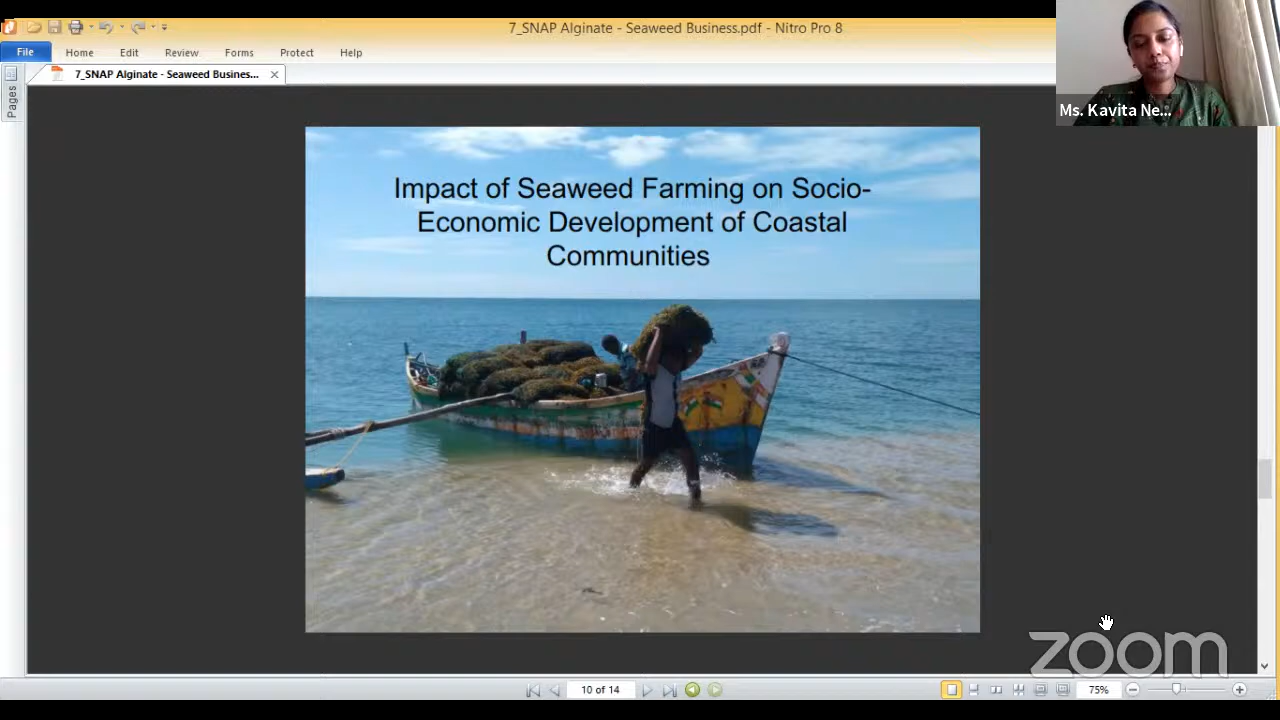 7_SNAP Alginate - Seaweed Business.pdf - Nitro Pro 8
File Home Edit Review Forms Protect Help
7_SNAP Alginate - Seaweed Busines...
Pages
Ms. Kavita Ne...
Impact of Seaweed Farming on Socio-
Economic Development of Coastal
Communities
zoom
10 of 14
75%